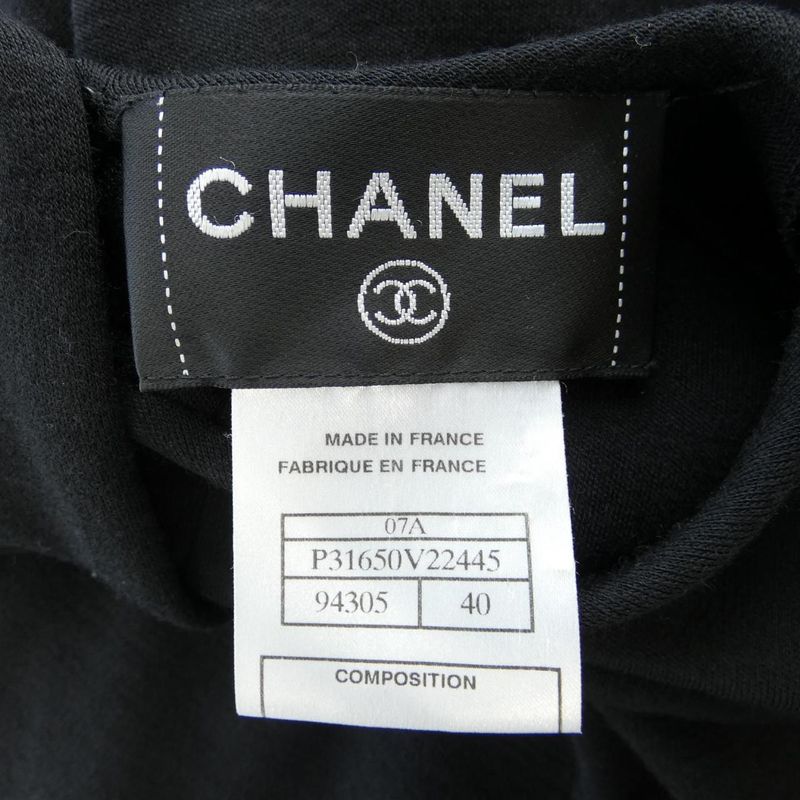 CHANEL
MADE IN FRANCE
FABRIQUE EN FRANCE
07A
P31650V22445
94305 40
COMPOSITION